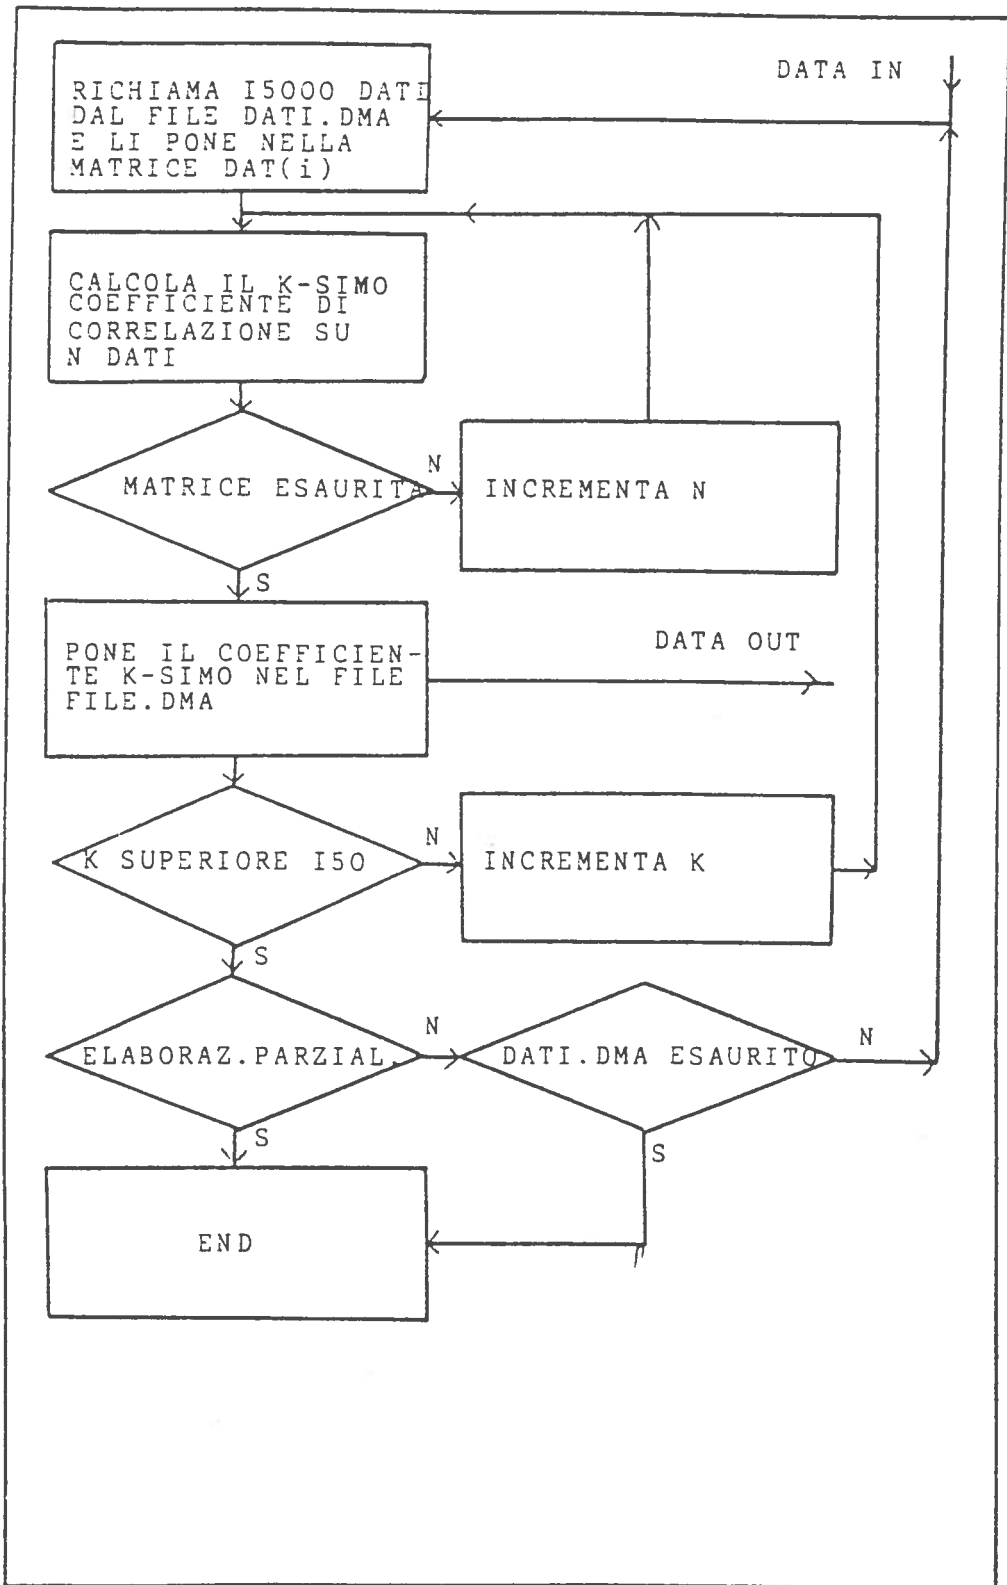 DATA IN
RICHIAMA I5000 DATI
DAL FILE DATI.DMA
E LI PONE NELLA
MATRICE DAT(i)
CALCOLA IL K-SIMO
COEFFICIENTE DI
CORRELAZIONE SU
N DATI
MATRICE ESAURITA
N
INCREMENTA N
S
PONE IL COEFFICIEN-
TE K-SIMO NEL FILE
FILE.DMA
DATA OUT
K SUPERIORE I50
N
INCREMENTA K
S
ELABORAZ.PARZIAL.
N
DATI.DMA ESAURITO
N
S
S
END